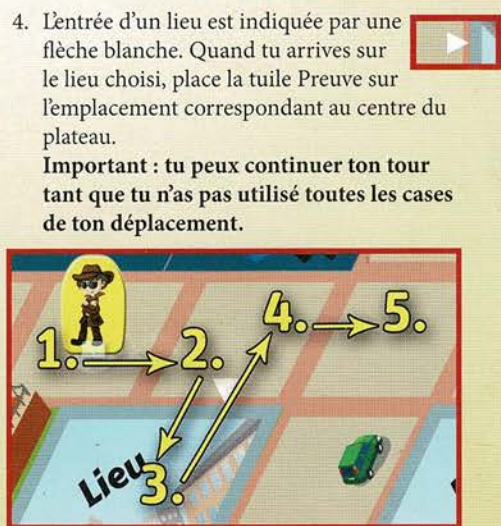 4. L'entrée d'un lieu est indiquée par une
flèche blanche. Quand tu arrives sur
le lieu choisi, place la tuile Preuve sur
l'emplacement correspondant au centre du
plateau.
Important : tu peux continuer ton tour
tant que tu n'as pas utilisé toutes les cases
de ton déplacement.
1. 2. 4. 5.
Lieu 3.